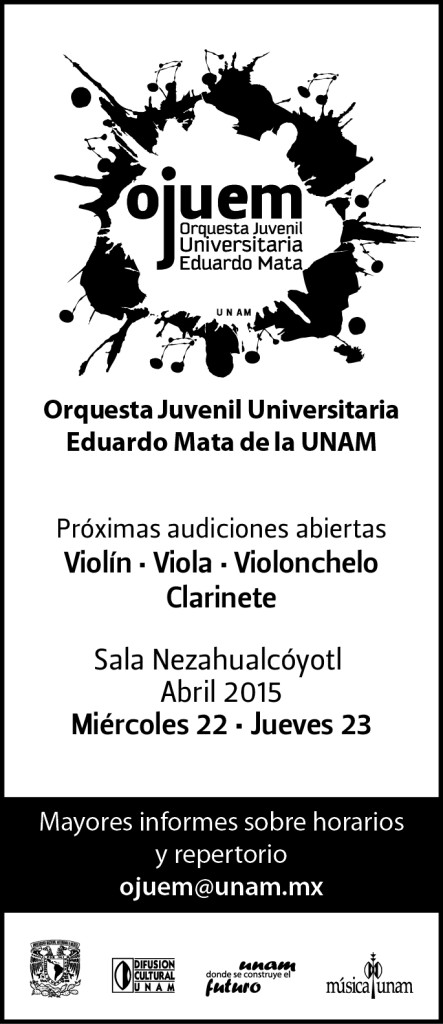 ojuem
Orquesta Juvenil
Universitaria
Eduardo Mata
UNAM
Orquesta Juvenil Universitaria
Eduardo Mata de la UNAM
Próximas audiciones abiertas
Violín · Viola · Violonchelo
Clarinete
Sala Nezahualcóyotl
Abril 2015
Miércoles 22 · Jueves 23
Mayores informes sobre horarios
y repertorio
ojuem@unam.mx
DIFUSION
CULTURAL
UNAM
unam
donde se construye el
futuro
música unam